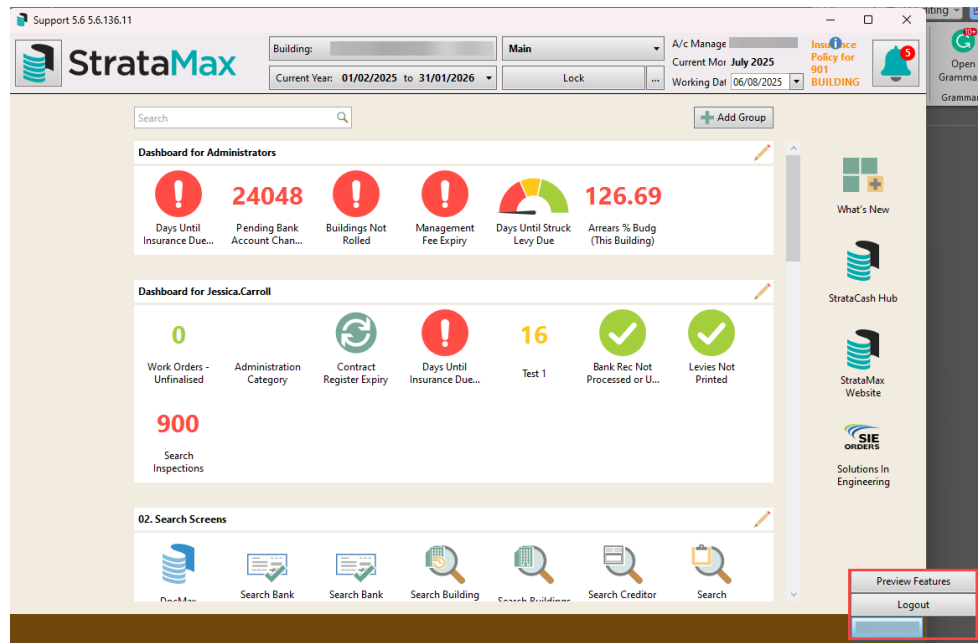 Support 5.6 5.6.136.11
StrataMax
Building:
Main
Current Year: 01/02/2025 to 31/01/2026
Lock
...
A/c Manage
Current Mor July 2025
Working Dat 06/08/2025
Insurance
Policy for
901
BUILDING
5
10+
Open
Gramma
Grammar
Search
Add Group
Dashboard for Administrators
24048
126.69
Days Until
Insurance Due...
Pending Bank
Account Chan...
Buildings Not
Rolled
Management
Fee Expiry
Days Until Struck
Levy Due
Arrears % Budg
(This Building)
What's New
Dashboard for Jessica.Carroll
StrataCash Hub
0
16
Work Orders -
Unfinalised
Administration
Category
Contract
Register Expiry
Days Until
Insurance Due...
Test 1
Bank Rec Not
Processed or U...
Levies Not
Printed
StrataMax
Website
900
Search
Inspections
SIE
ORDERS
Solutions In
Engineering
02. Search Screens
DocMax
Search Bank
Search Bank
Search Building
Search Buildings
Search Creditor
Search
Preview Features
Logout